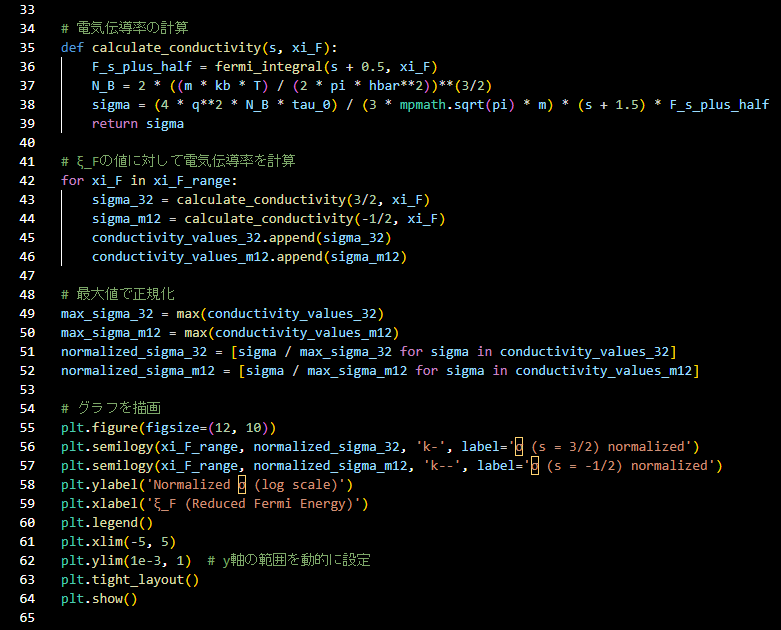 33
34 # 電気伝導率の計算
35 def calculate_conductivity(s, xi_F):
36     F_s_plus_half = fermi_integral(s + 0.5, xi_F)
37     N_B = 2 * ((m * kb * T) / (2 * pi * hbar**2))**(3/2)
38     sigma = (4 * q**2 * N_B * tau_0) / (3 * mpmath.sqrt(pi) * m) * (s + 1.5) * F_s_plus_half
39     return sigma
40
41 # ξ_Fの値に対して電気伝導率を計算
42 for xi_F in xi_F_range:
43     sigma_32 = calculate_conductivity(3/2, xi_F)
44     sigma_m12 = calculate_conductivity(-1/2, xi_F)
45     conductivity_values_32.append(sigma_32)
46     conductivity_values_m12.append(sigma_m12)
47
48 # 最大値で正規化
49 max_sigma_32 = max(conductivity_values_32)
50 max_sigma_m12 = max(conductivity_values_m12)
51 normalized_sigma_32 = [sigma / max_sigma_32 for sigma in conductivity_values_32]
52 normalized_sigma_m12 = [sigma / max_sigma_m12 for sigma in conductivity_values_m12]
53
54 # グラフを描画
55 plt.figure(figsize=(12, 10))
56 plt.semilogy(xi_F_range, normalized_sigma_32, 'k-', label='σ (s = 3/2) normalized')
57 plt.semilogy(xi_F_range, normalized_sigma_m12, 'k--', label='σ (s = -1/2) normalized')
58 plt.ylabel('Normalized σ (log scale)')
59 plt.xlabel('ξ_F (Reduced Fermi Energy)')
60 plt.legend()
61 plt.xlim(-5, 5)
62 plt.ylim(1e-3, 1)  # y軸の範囲を動的に設定
63 plt.tight_layout()
64 plt.show()
65